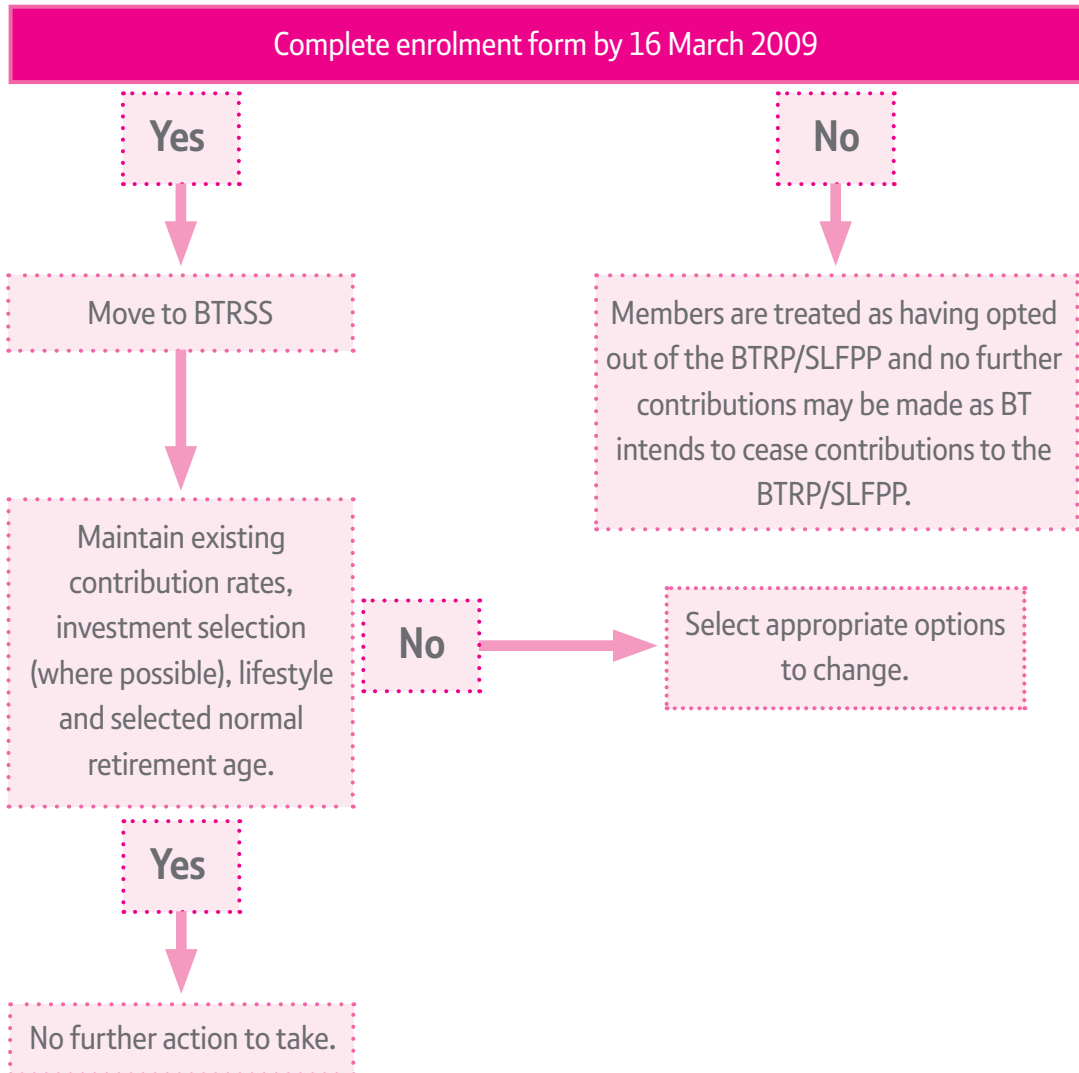 Complete enrolment form by 16 March 2009
Yes
No
Move to BTRSS
Members are treated as having opted
out of the BTRP/SLFPP and no further
contributions may be made as BT
intends to cease contributions to the
BTRP/SLFPP.
Maintain existing
contribution rates,
investment selection
(where possible), lifestyle
and selected normal
retirement age.
No
Select appropriate options
to change.
Yes
No further action to take.